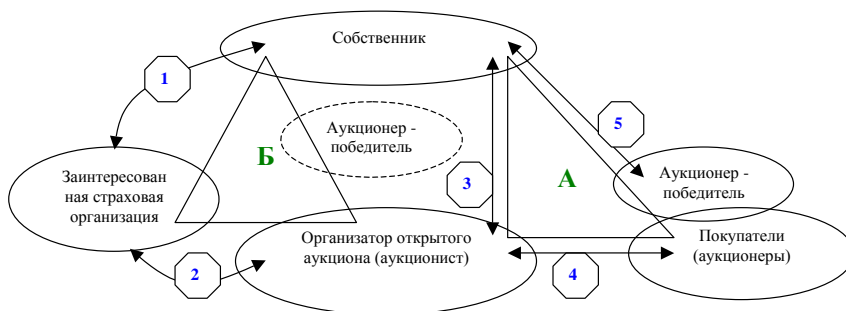 Собственник
1
Аукционер -
победитель
5
Б
3
А
Заинтересован
ная страховая
организация
Аукционер -
победитель
Организатор открытого
аукциона (аукционист)
Покупатели
(аукционеры)
2
4